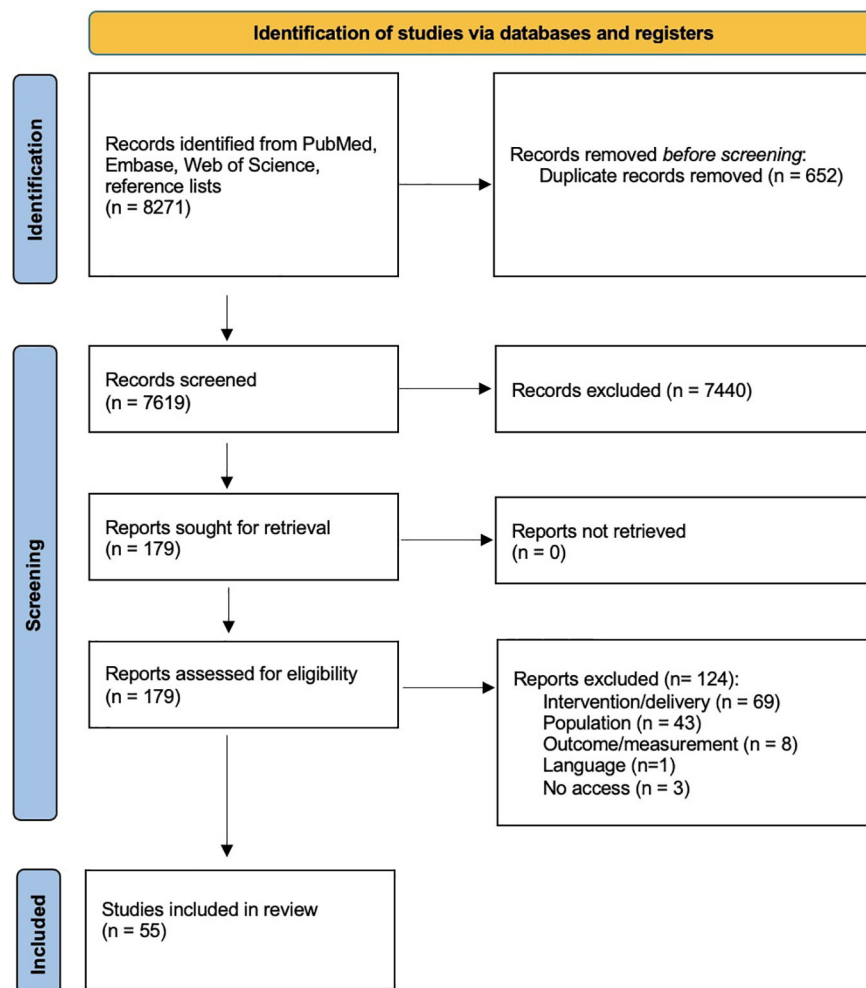 Identification of studies via databases and registers
Identification
Records identified from PubMed,
Embase, Web of Science,
reference lists
(n = 8271)
Records removed before screening:
Duplicate records removed (n = 652)
Screening
Records screened
(n = 7619)
Records excluded (n = 7440)
Reports sought for retrieval
(n = 179)
Reports not retrieved
(n = 0)
Reports assessed for eligibility
(n = 179)
Reports excluded (n= 124):
Intervention/delivery (n = 69)
Population (n = 43)
Outcome/measurement (n = 8)
Language (n=1)
No access (n = 3)
Included
Studies included in review
(n = 55)